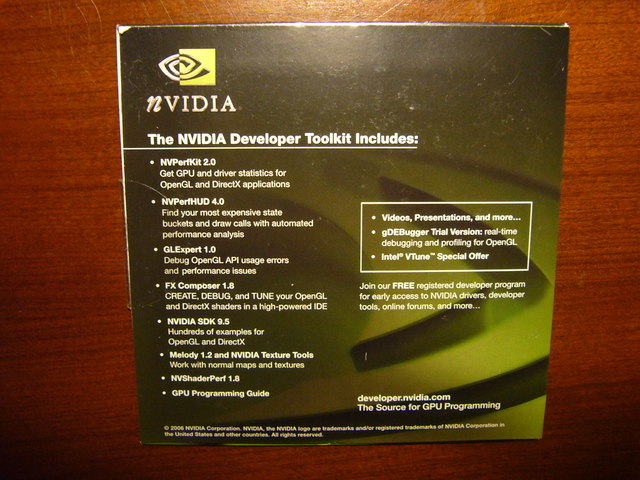 nVIDIA
The NVIDIA Developer Toolkit Includes:
• NVPerfKit 2.0
Get GPU and driver statistics for
OpenGL and DirectX applications
• NVPerfHUD 4.0
Find your most expensive state
buckets and draw calls with automated
performance analysis
• GLExpert 1.0
Debug OpenGL API usage errors
and performance issues
• FX Composer 1.8
CREATE, DEBUG, and TUNE your OpenGL
and DirectX shaders in a high-powered IDE
• NVIDIA SDK 9.5
Hundreds of examples for
OpenGL and DirectX
• Melody 1.2 and NVIDIA Texture Tools
Work with normal maps and textures
• NVShaderPerf 1.8
• GPU Programming Guide
• Videos, Presentations, and more...
• gDEBugger Trial Version: real-time
debugging and profiling for OpenGL
• Intel® VTune™ Special Offer
Join our FREE registered developer program
for early access to NVIDIA drivers, developer
tools, online forums, and more...
developer.nvidia.com
The Source for GPU Programming
© 2006 NVIDIA Corporation. NVIDIA, the NVIDIA logo are trademarks and/or registered trademarks of NVIDIA Corporation in
the United States and other countries. All rights reserved.